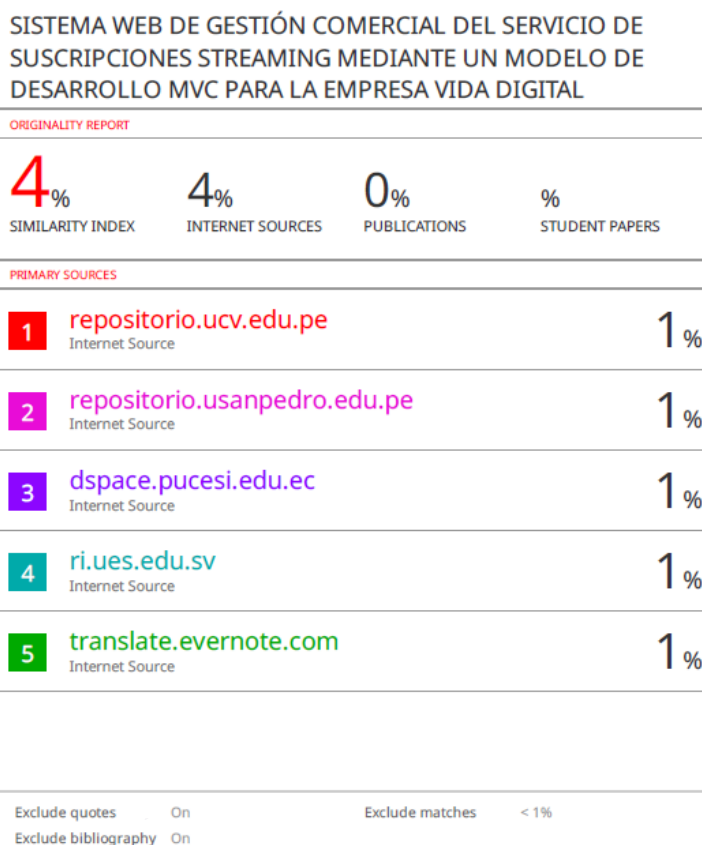 SISTEMA WEB DE GESTIÓN COMERCIAL DEL SERVICIO DE
SUSCRIPCIONES STREAMING MEDIANTE UN MODELO DE
DESARROLLO MVC PARA LA EMPRESA VIDA DIGITAL
ORIGINALITY REPORT
4% 4% 0% %
SIMILARITY INDEX INTERNET SOURCES PUBLICATIONS STUDENT PAPERS
PRIMARY SOURCES
1 repositorio.ucv.edu.pe 1%
Internet Source
2 repositorio.usanpedro.edu.pe 1%
Internet Source
3 dspace.pucesi.edu.ec 1%
Internet Source
4 ri.ues.edu.sv 1%
Internet Source
5 translate.evernote.com 1%
Internet Source
Exclude quotes On Exclude matches < 1%
Exclude bibliography On